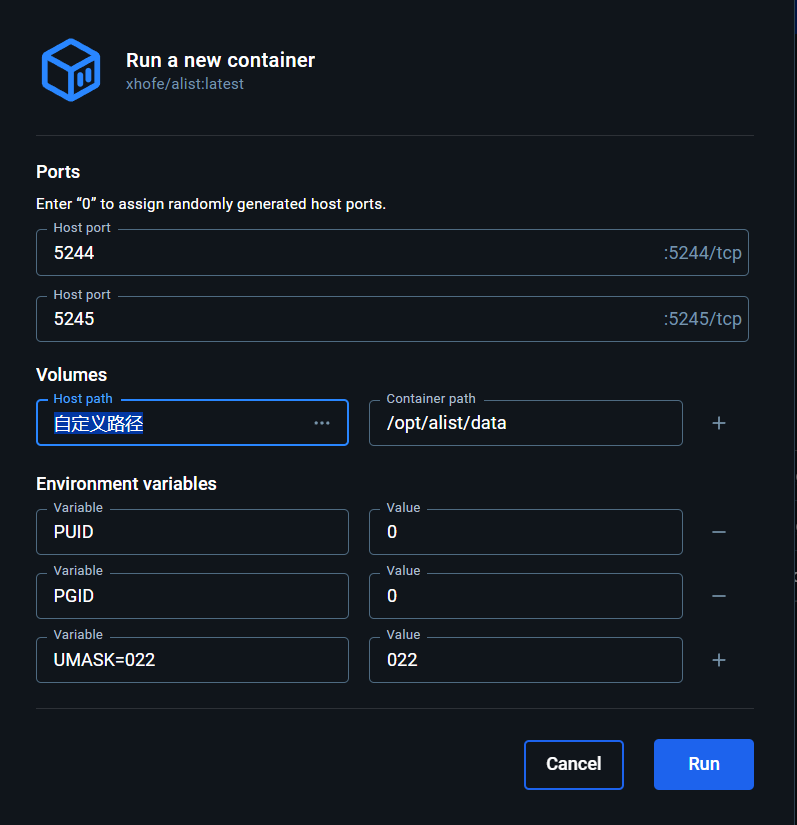 Run a new container
xhofe/alist:latest
Ports
Enter “0” to assign randomly generated host ports.
Host port
5244 :5244/tcp
Host port
5245 :5245/tcp
Volumes
Host path Container path
自定义路径 ··· /opt/alist/data +
Environment variables
Variable Value
PUID 0 −
Variable Value
PGID 0 −
Variable Value
UMASK=022 022 +
Cancel Run